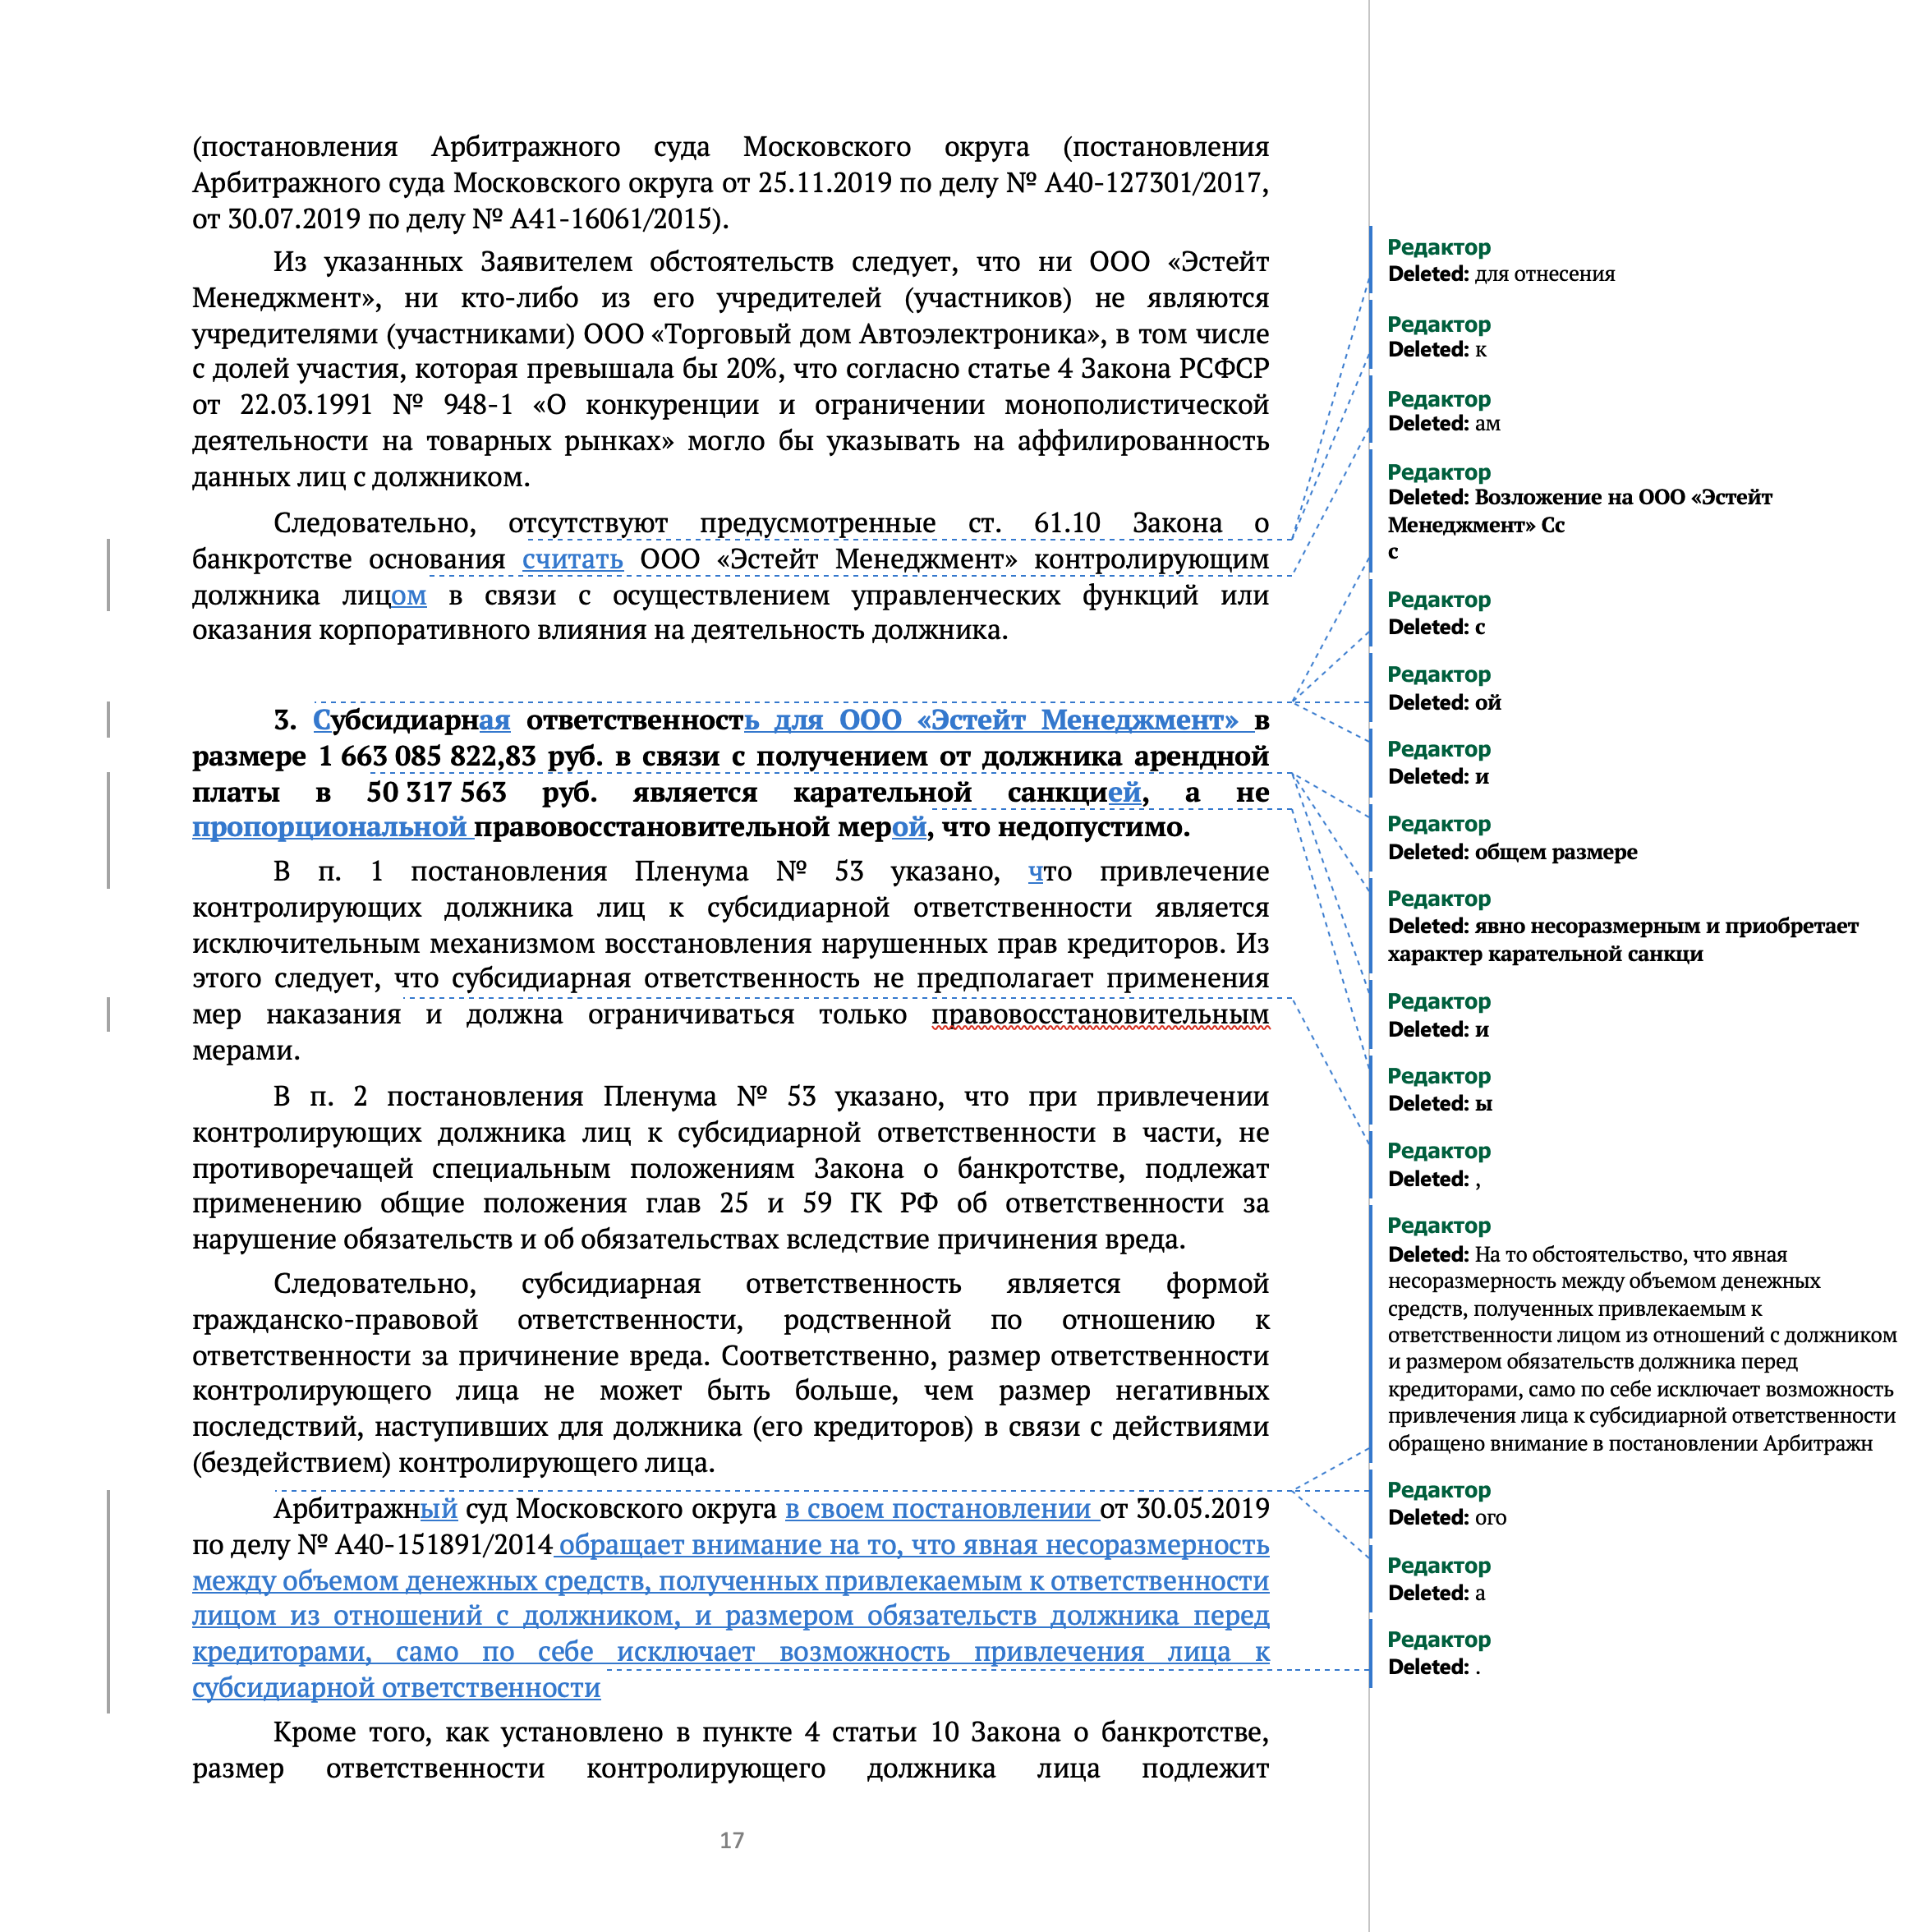 (постановления Арбитражного суда Московского округа (постановления
Арбитражного суда Московского округа от 25.11.2019 по делу № А40-127301/2017,
от 30.07.2019 по делу № А41-16061/2015).
Из указанных Заявителем обстоятельств следует, что ни ООО «Эстейт
Менеджмент», ни кто-либо из его учредителей (участников) не являются
учредителями (участниками) ООО «Торговый дом Автоэлектроника», в том числе
с долей участия, которая превышала бы 20%, что согласно статье 4 Закона РСФСР
от 22.03.1991 № 948-1 «О конкуренции и ограничении монополистической
деятельности на товарных рынках» могло бы указывать на аффилированность
данных лиц с должником.
Следовательно, отсутствуют предусмотренные ст. 61.10 Закона о
банкротстве основания считать ООО «Эстейт Менеджмент» контролирующим
должника лицом в связи с осуществлением управленческих функций или
оказания корпоративного влияния на деятельность должника.
3. Субсидиарная ответственность для ООО «Эстейт Менеджмент» в
размере 1 663 085 822,83 руб. в связи с получением от должника арендной
платы в 50 317 563 руб. является карательной санкцией, а не
пропорциональной правовосстановительной мерой, что недопустимо.
В п. 1 постановления Пленума № 53 указано, что привлечение
контролирующих должника лиц к субсидиарной ответственности является
исключительным механизмом восстановления нарушенных прав кредиторов. Из
этого следует, что субсидиарная ответственность не предполагает применения
мер наказания и должна ограничиваться только правовосстановительным
мерами.
В п. 2 постановления Пленума № 53 указано, что при привлечении
контролирующих должника лиц к субсидиарной ответственности в части, не
противоречащей специальным положениям Закона о банкротстве, подлежат
применению общие положения глав 25 и 59 ГК РФ об ответственности за
нарушение обязательств и об обязательствах вследствие причинения вреда.
Следовательно, субсидиарная ответственность является формой
гражданско-правовой ответственности, родственной по отношению к
ответственности за причинение вреда. Соответственно, размер ответственности
контролирующего лица не может быть больше, чем размер негативных
последствий, наступивших для должника (его кредиторов) в связи с действиями
(бездействием) контролирующего лица.
Арбитражный суд Московского округа в своем постановлении от 30.05.2019
по делу № А40-151891/2014 обращает внимание на то, что явная несоразмерность
между объемом денежных средств, полученных привлекаемым к ответственности
лицом из отношений с должником, и размером обязательств должника перед
кредиторами, само по себе исключает возможность привлечения лица к
субсидиарной ответственности
Кроме того, как установлено в пункте 4 статьи 10 Закона о банкротстве,
размер ответственности контролирующего должника лица подлежит
17
Редактор
Deleted: для отнесения
Редактор
Deleted: к
Редактор
Deleted: ам
Редактор
Deleted: Возложение на ООО «Эстейт
Менеджмент» Сс
с
Редактор
Deleted: с
Редактор
Deleted: ой
Редактор
Deleted: и
Редактор
Deleted: общем размере
Редактор
Deleted: явно несоразмерным и приобретает
характер карательной санкци
Редактор
Deleted: и
Редактор
Deleted: ы
Редактор
Deleted: ,
Редактор
Deleted: На то обстоятельство, что явная
несоразмерность между объемом денежных
средств, полученных привлекаемым к
ответственности лицом из отношений с должником
и размером обязательств должника перед
кредиторами, само по себе исключает возможность
привлечения лица к субсидиарной ответственности
обращено внимание в постановлении Арбитражн
Редактор
Deleted: ого
Редактор
Deleted: а
Редактор
Deleted: .